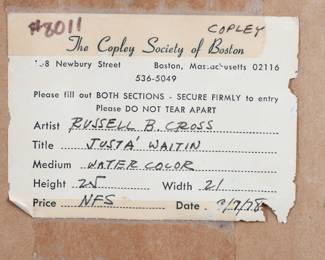 #8011
COPLEY
The Copley Society of Boston
158 Newbury Street Boston, Massachusetts 02116
536-5049
Please fill out BOTH SECTIONS - SECURE FIRMLY to entry
Please DO NOT TEAR APART
Artist RUSSELL B. CROSS
Title JUSTA' WAITIN
Medium WATER COLOR
Height 25 Width 21
Price NFS Date